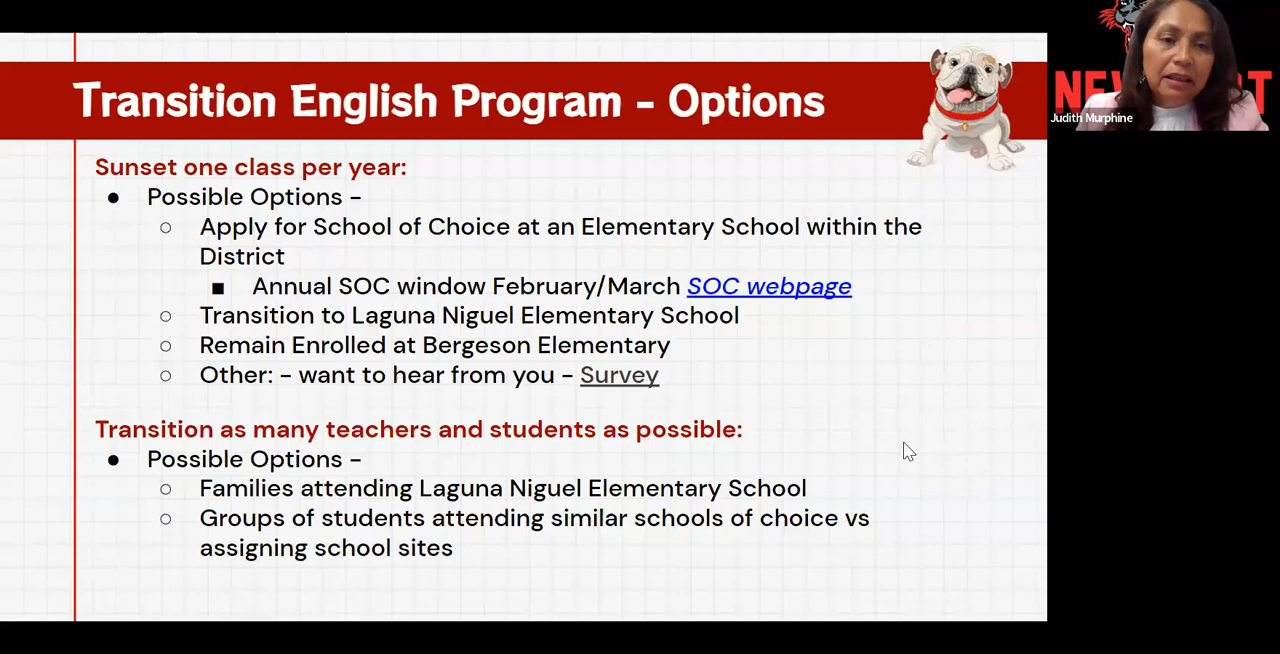 Transition English Program - Options
Sunset one class per year:
● Possible Options -
○ Apply for School of Choice at an Elementary School within the
District
■ Annual SOC window February/March SOC webpage
○ Transition to Laguna Niguel Elementary School
○ Remain Enrolled at Bergeson Elementary
○ Other: - want to hear from you - Survey
Transition as many teachers and students as possible:
● Possible Options -
○ Families attending Laguna Niguel Elementary School
○ Groups of students attending similar schools of choice vs
assigning school sites
Judith Murphine